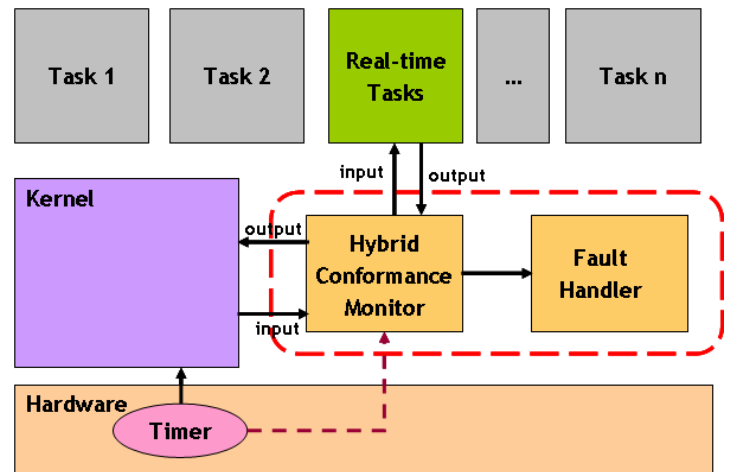 Task 1
Task 2
Real-time
Tasks
...
Task n
input
output
Kernel
output
input
Hybrid
Conformance
Monitor
Fault
Handler
Hardware
Timer